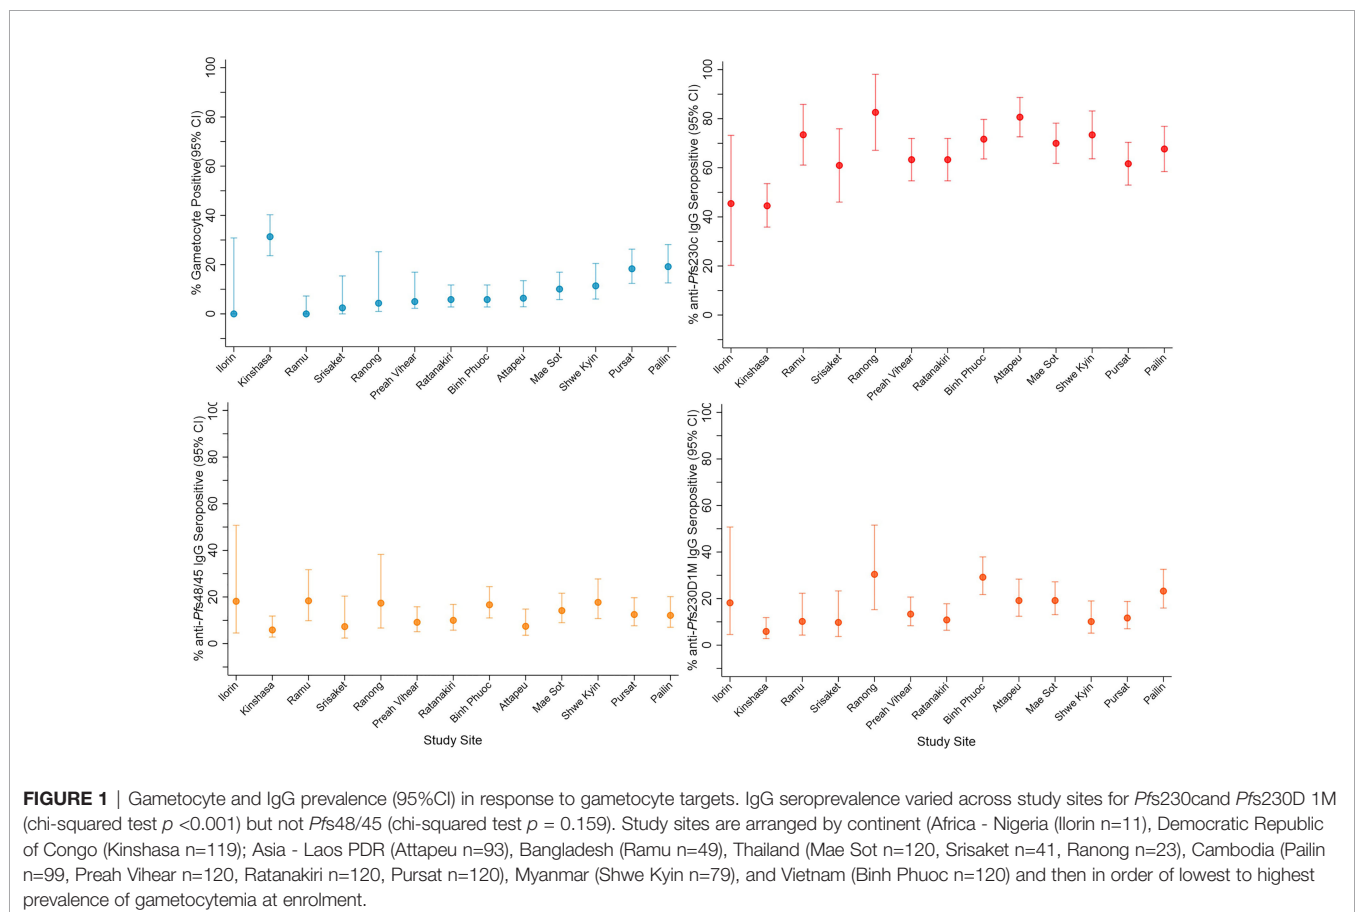 % Gametocyte Positive(95% CI)
0 20 40 60 80 100
Ilorin Kinshasa Ramu Srisaket Ranong Preah Vihear Ratanakiri Binh Phuoc Attapeu Mae Sot Shwe Kyin Pursat Pailin
% anti-Pfs230c IgG Seropositive (95% CI)
0 20 40 60 80 100
Ilorin Kinshasa Ramu Srisaket Ranong Preah Vihear Ratanakiri Binh Phuoc Attapeu Mae Sot Shwe Kyin Pursat Pailin
% anti-Pfs48/45 IgG Seropositive (95% CI)
0 20 40 60 80 100
Ilorin Kinshasa Ramu Srisaket Ranong Preah Vihear Ratanakiri Binh Phuoc Attapeu Mae Sot Shwe Kyin Pursat Pailin
Study Site
% anti-Pfs230D1M IgG Seropositive (95% CI)
0 20 40 60 80 100
Ilorin Kinshasa Ramu Srisaket Ranong Preah Vihear Ratanakiri Binh Phuoc Attapeu Mae Sot Shwe Kyin Pursat Pailin
Study Site
FIGURE 1 | Gametocyte and IgG prevalence (95%CI) in response to gametocyte targets. IgG seroprevalence varied across study sites for Pfs230cand Pfs230D 1M
(chi-squared test p <0.001) but not Pfs48/45 (chi-squared test p = 0.159). Study sites are arranged by continent (Africa - Nigeria (Ilorin n=11), Democratic Republic
of Congo (Kinshasa n=119); Asia - Laos PDR (Attapeu n=93), Bangladesh (Ramu n=49), Thailand (Mae Sot n=120, Srisaket n=41, Ranong n=23), Cambodia (Pailin
n=99, Preah Vihear n=120, Ratanakiri n=120, Pursat n=120), Myanmar (Shwe Kyin n=79), and Vietnam (Binh Phuoc n=120) and then in order of lowest to highest
prevalence of gametocytemia at enrolment.